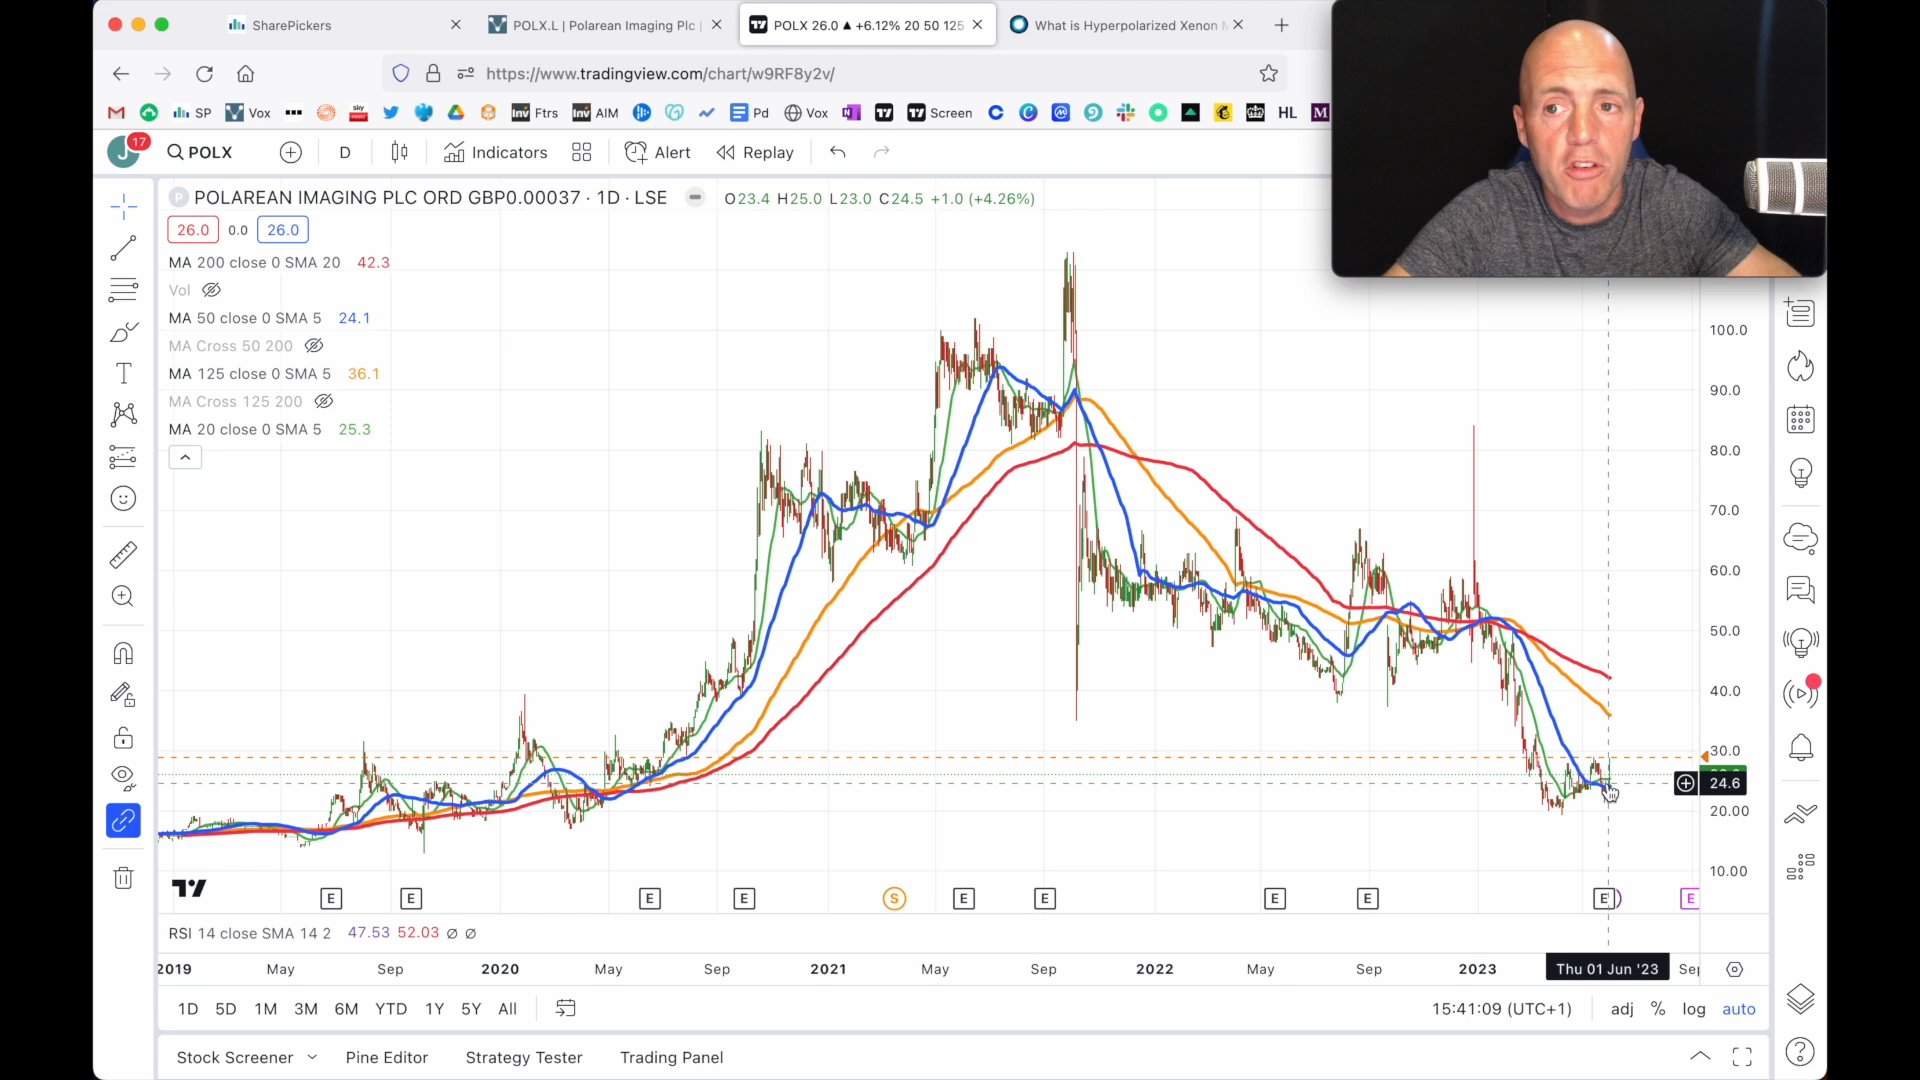 SharePickers
POLX.L | Polarean Imaging Plc |
POLX 26.0 ▲ +6.12% 20 50 125
What is Hyperpolarized Xenon M
https://www.tradingview.com/chart/w9RF8y2v/
SP
Vox
sky
Inv Ftrs
Inv AIM
Pd
Vox
Screen
HL
M
J
17
POLX
D
Indicators
Alert
Replay
P
POLAREAN IMAGING PLC ORD GBP0.00037 · 1D · LSE
O23.4 H25.0 L23.0 C24.5 +1.0 (+4.26%)
26.0
0.0
26.0
MA 200 close 0 SMA 20 42.3
Vol
MA 50 close 0 SMA 5 24.1
MA Cross 50 200
MA 125 close 0 SMA 5 36.1
MA Cross 125 200
MA 20 close 0 SMA 5 25.3
T
100.0
90.0
80.0
70.0
60.0
50.0
40.0
30.0
24.6
20.00
10.00
E
E
E
E
S
E
E
E
E
E
E
RSI 14 close SMA 14 2 47.53 52.03 ∅ ∅
2019
May
Sep
2020
May
Sep
2021
May
Sep
2022
May
Sep
2023
Thu 01 Jun '23
Sep
1D 5D 1M 3M 6M YTD 1Y 5Y All
15:41:09 (UTC+1)
adj % log auto
Stock Screener
Pine Editor
Strategy Tester
Trading Panel